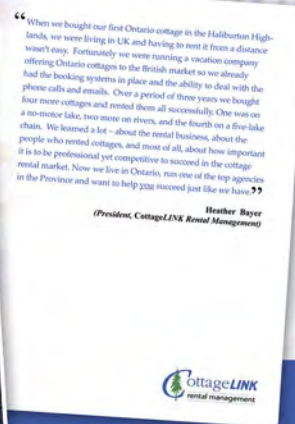 “When we bought our first Ontario cottage in the Haliburton High-
lands, we were living in UK and having to rent it from a distance
wasn't easy. Fortunately we were running a vacation company
offering Ontario cottages to the British market so we already
had the booking systems in place and the ability to deal with the
phone calls and emails. Over a period of three years we bought
four more cottages and rented them all successfully. One was on
a no-motor lake, two more on rivers, and the fourth on a five-lake
chain. We learned a lot – about the rental business, about the
people who rented cottages, and most of all, about how important
it is to be professional yet competitive to succeed in the cottage
rental market. Now we live in Ontario, run one of the top agencies
in the Province and want to help you succeed just like we have.”
Heather Bayer
(President, CottageLINK Rental Management)
CottageLINK
rental management